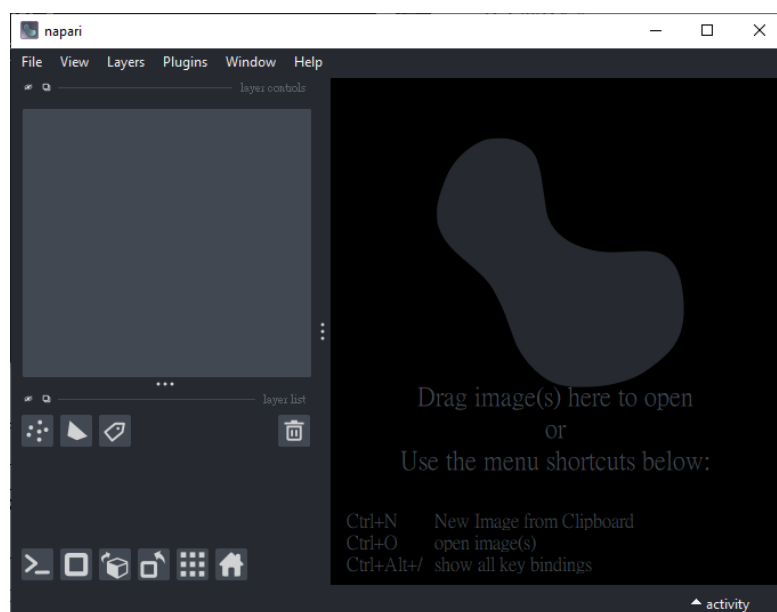 napari
File View Layers Plugins Window Help
layer controls
layer list
Drag image(s) here to open
or
Use the menu shortcuts below:
Ctrl+N New Image from Clipboard
Ctrl+O open image(s)
Ctrl+Alt+/ show all key bindings
activity